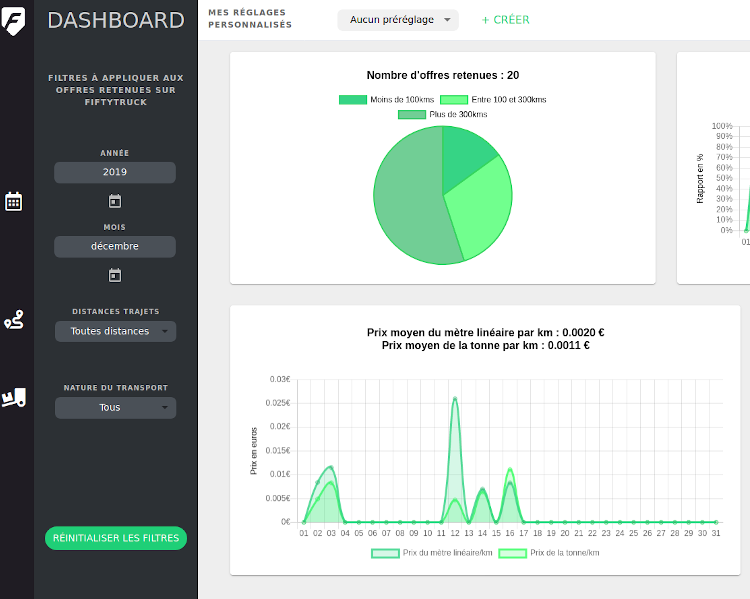 DASHBOARD
MES RÉGLAGES
PERSONNALISÉS
Aucun préréglage
+ CRÉER
FILTRES À APPLIQUER AUX
OFFRES RETENUES SUR
FIFTYTRUCK
ANNÉE
2019
MOIS
décembre
DISTANCES TRAJETS
Toutes distances
NATURE DU TRANSPORT
Tous
RÉINITIALISER LES FILTRES
Nombre d'offres retenues : 20
Moins de 100kms
Entre 100 et 300kms
Plus de 300kms
Rapport en %
100%
90%
80%
70%
60%
50%
40%
30%
20%
10%
0%
01
Prix moyen du mètre linéaire par km : 0.0020 €
Prix moyen de la tonne par km : 0.0011 €
Prix en euros
0.03€
0.025€
0.02€
0.015€
0.01€
0.005€
0€
01 02 03 04 05 06 07 08 09 10 11 12 13 14 15 16 17 18 19 20 21 22 23 24 25 26 27 28 29 30 31
Prix du mètre linéaire/km
Prix de la tonne/km